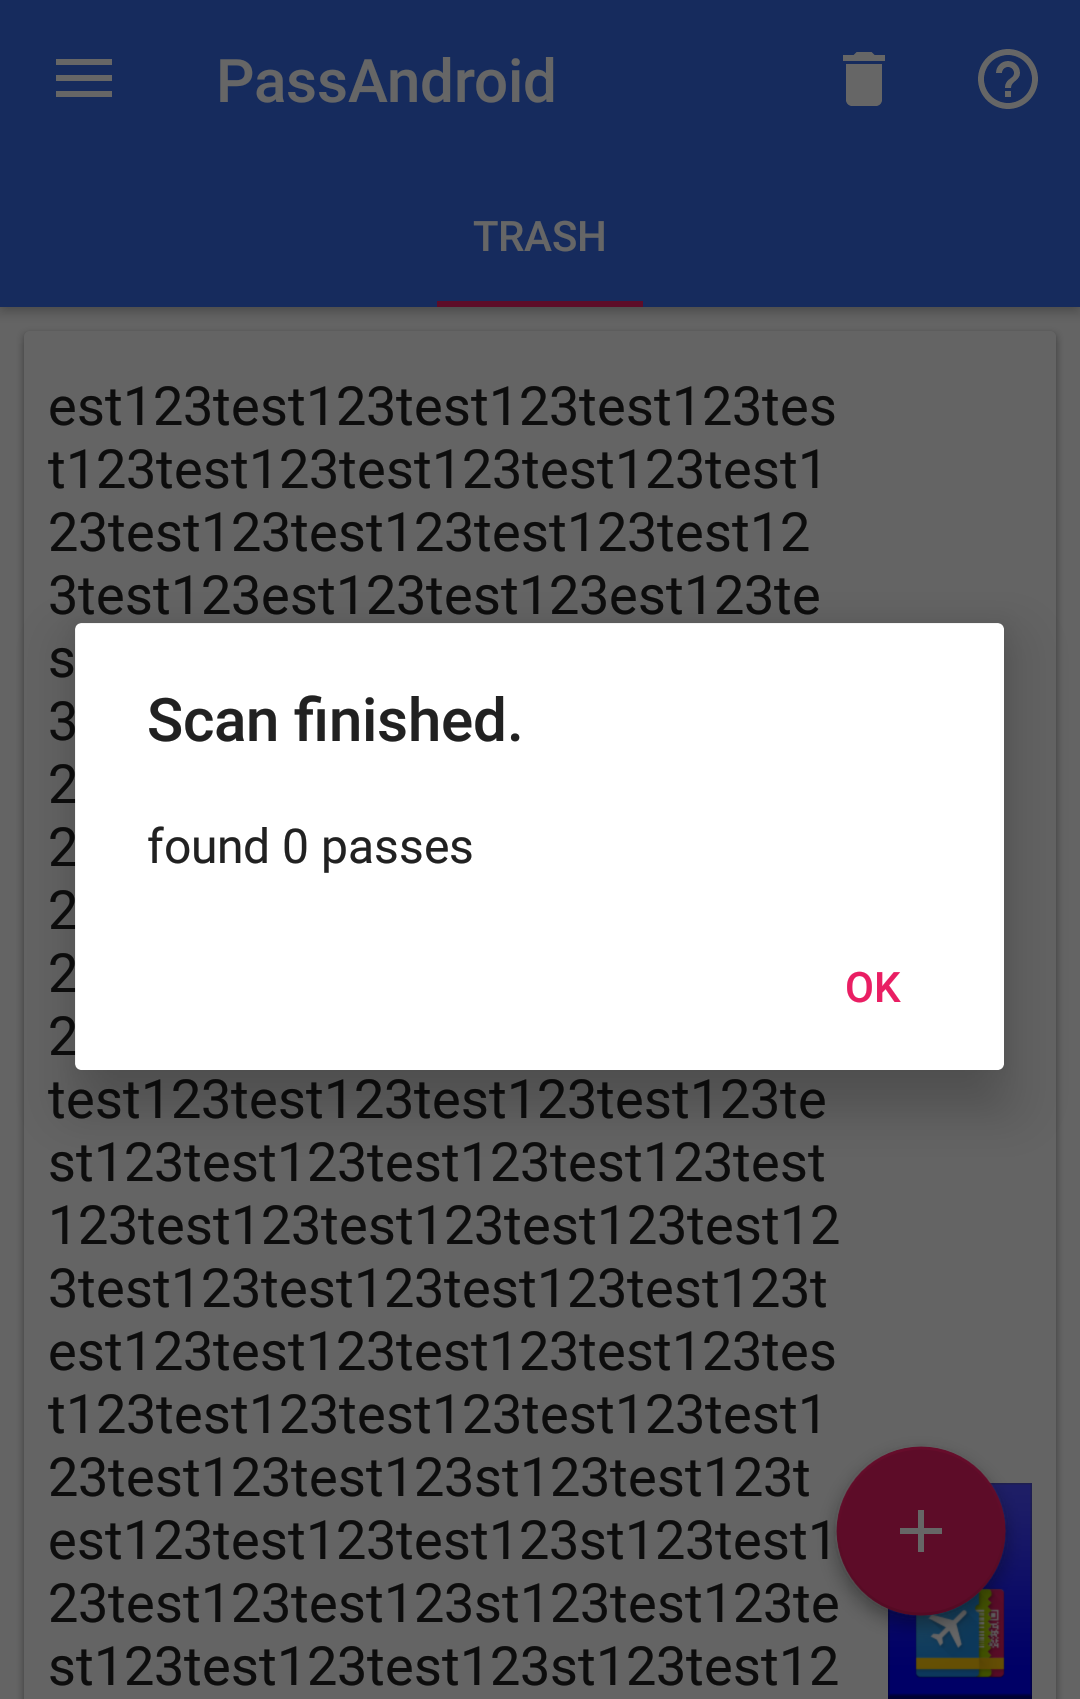 PassAndroid
TRASH
est123test123test123test123tes
t123test123test123test123test1
23test123test123test123test12
3test123est123test123est123te
s
3
Scan finished.
2
found 0 passes
2
2
2
OK
2
test123test123test123test123te
st123test123test123test123test
123test123test123test123test12
3test123test123test123test123t
est123test123test123test123tes
t123test123test123test123test1
23test123test123st123test123t
est123test123test123st123test1
23test123test123st123test123te
st123test123test123st123test12